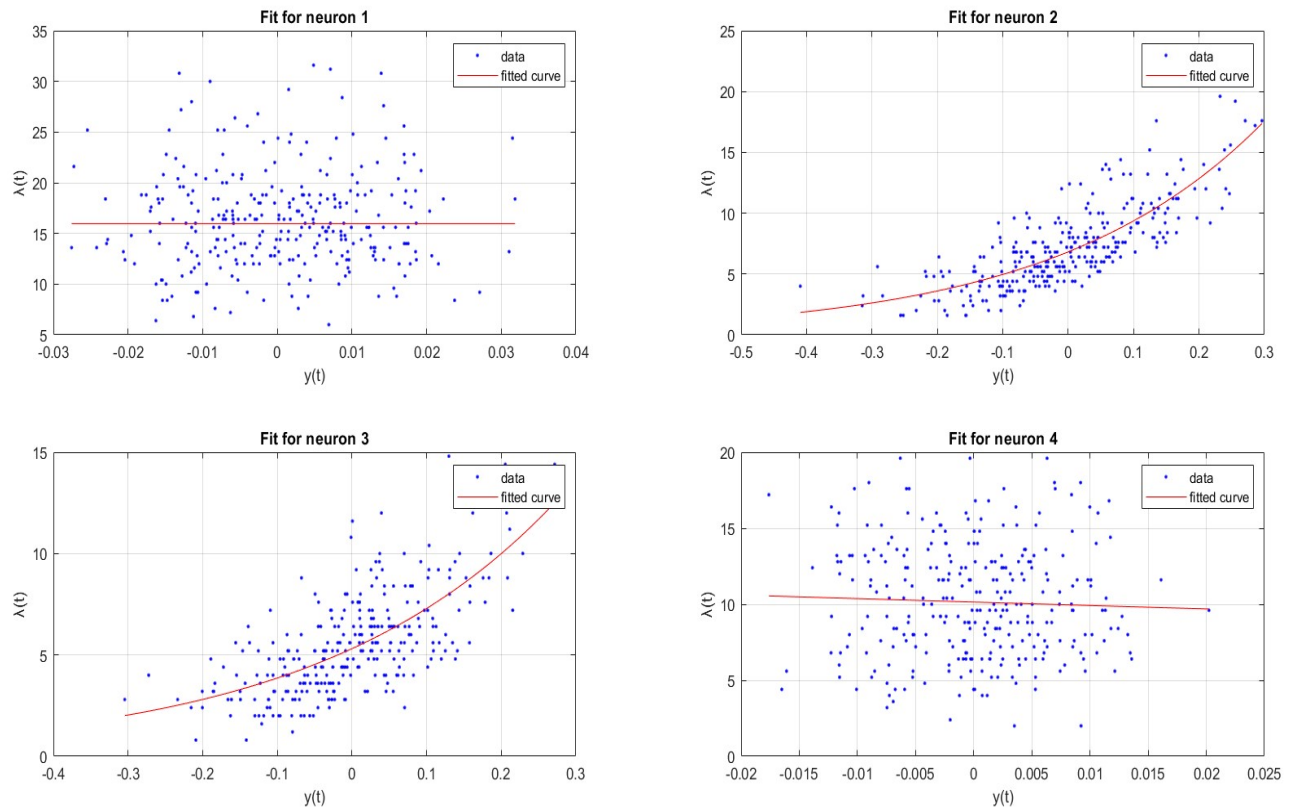 Fit for neuron 1
35
30
25
20
15
10
5
λ(t)
-0.03
-0.02
-0.01
0
0.01
0.02
0.03
0.04
y(t)
data
fitted curve
Fit for neuron 2
25
20
15
10
5
0
λ(t)
-0.5
-0.4
-0.3
-0.2
-0.1
0
0.1
0.2
0.3
y(t)
data
fitted curve
Fit for neuron 3
15
10
5
0
λ(t)
-0.4
-0.3
-0.2
-0.1
0
0.1
0.2
0.3
y(t)
data
fitted curve
Fit for neuron 4
20
15
10
5
0
λ(t)
-0.02
-0.015
-0.01
-0.005
0
0.005
0.01
0.015
0.02
0.025
y(t)
data
fitted curve